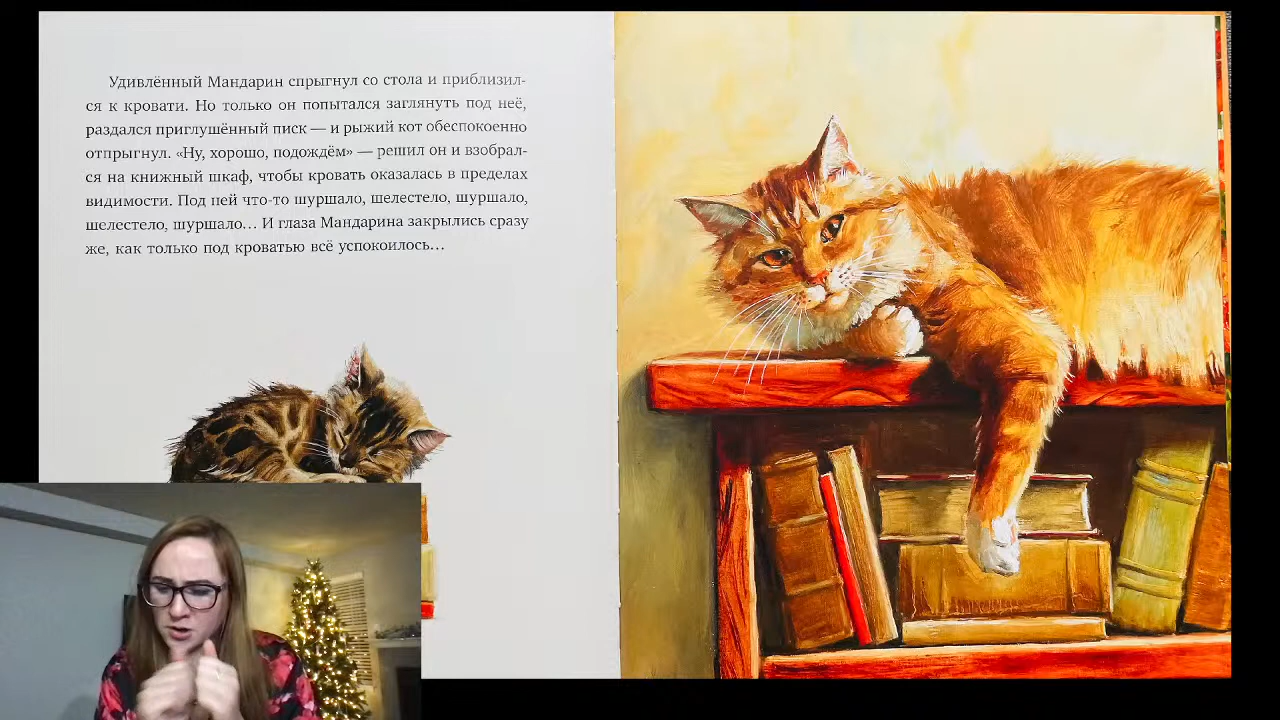 Удивлённый Мандарин спрыгнул со стола и приблизил-
ся к кровати. Но только он попытался заглянуть под неё,
раздался приглушённый писк — и рыжий кот обеспокоенно
отпрыгнул. «Ну, хорошо, подождём» — решил он и взобрал-
ся на книжный шкаф, чтобы кровать оказалась в пределах
видимости. Под ней что-то шуршало, шелестело, шуршало,
шелестело, шуршало... И глаза Мандарина закрылись сразу
же, как только под кроватью всё успокоилось...